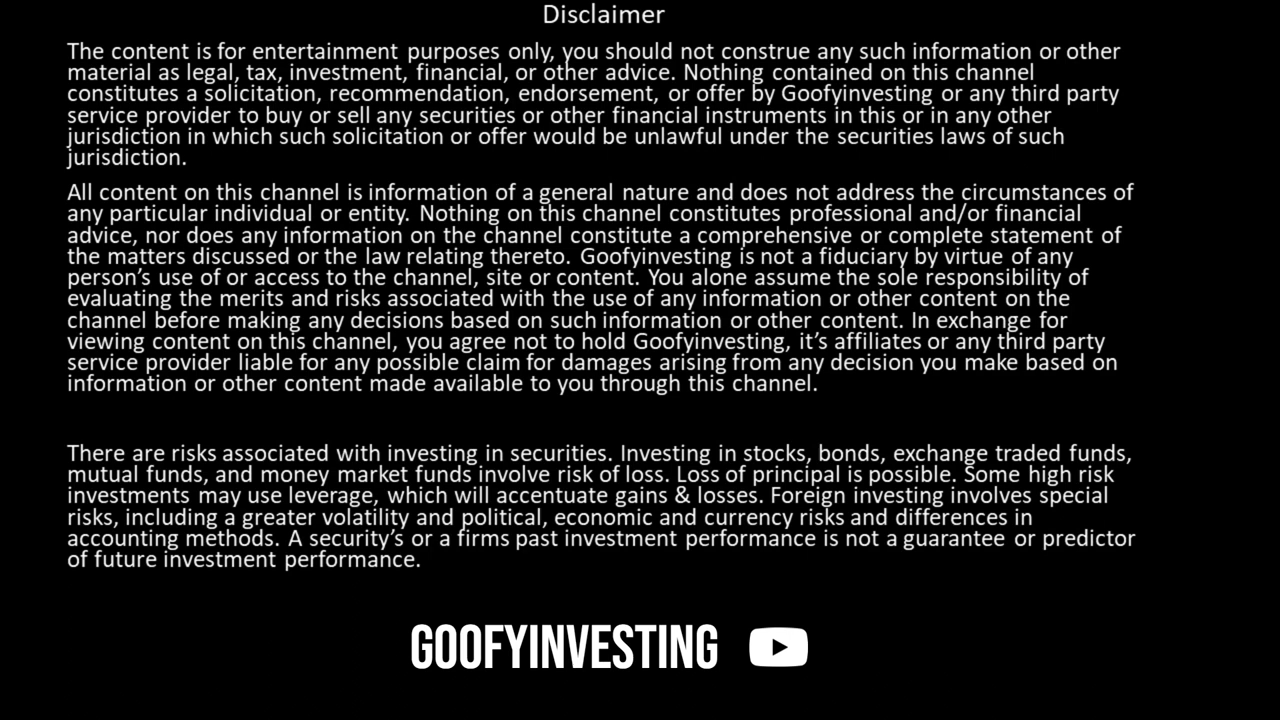 Disclaimer
The content is for entertainment purposes only, you should not construe any such information or other
material as legal, tax, investment, financial, or other advice. Nothing contained on this channel
constitutes a solicitation, recommendation, endorsement, or offer by Goofyinvesting or any third party
service provider to buy or sell any securities or other financial instruments in this or in any other
jurisdiction in which such solicitation or offer would be unlawful under the securities laws of such
jurisdiction.
All content on this channel is information of a general nature and does not address the circumstances of
any particular individual or entity. Nothing on this channel constitutes professional and/or financial
advice, nor does any information on the channel constitute a comprehensive or complete statement of
the matters discussed or the law relating thereto. Goofyinvesting is not a fiduciary by virtue of any
person’s use of or access to the channel, site or content. You alone assume the sole responsibility of
evaluating the merits and risks associated with the use of any information or other content on the
channel before making any decisions based on such information or other content. In exchange for
viewing content on this channel, you agree not to hold Goofyinvesting, it’s affiliates or any third party
service provider liable for any possible claim for damages arising from any decision you make based on
information or other content made available to you through this channel.
There are risks associated with investing in securities. Investing in stocks, bonds, exchange traded funds,
mutual funds, and money market funds involve risk of loss. Loss of principal is possible. Some high risk
investments may use leverage, which will accentuate gains & losses. Foreign investing involves special
risks, including a greater volatility and political, economic and currency risks and differences in
accounting methods. A security’s or a firms past investment performance is not a guarantee or predictor
of future investment performance.
GOOFYINVESTING